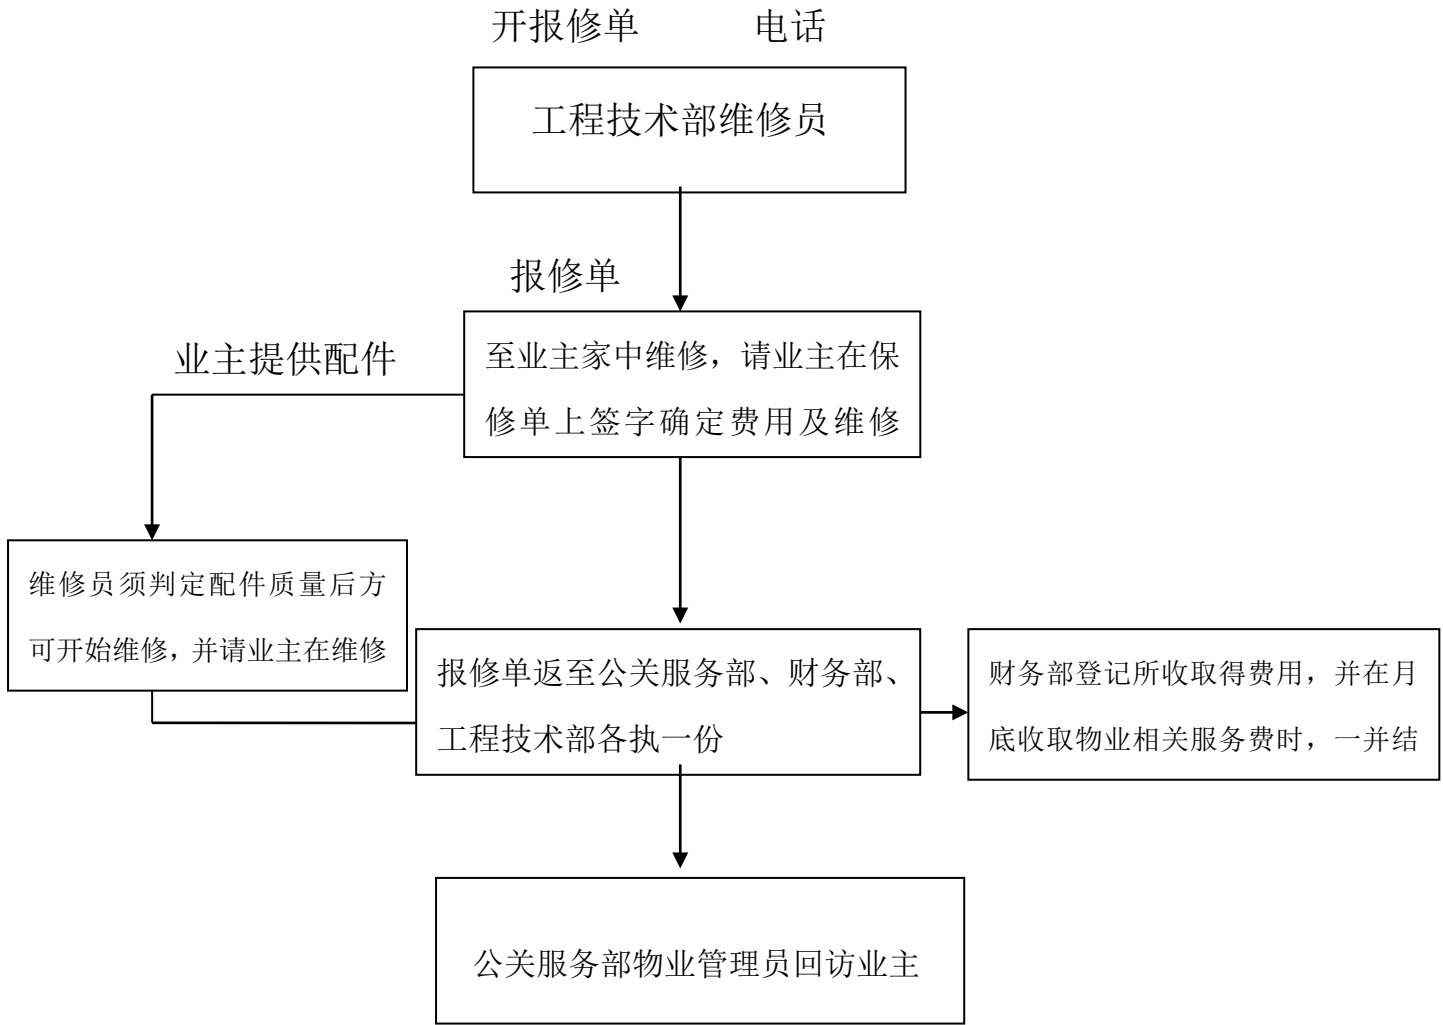 开报修单 电话
工程技术部维修员
报修单
业主提供配件
至业主家中维修，请业主在保
修单上签字确定费用及维修
维修员须判定配件质量后方
可开始维修，并请业主在维修
报修单返至公关服务部、财务部、
工程技术部各执一份
财务部登记所收取得费用，并在月
底收取物业相关服务费时，一并结
公关服务部物业管理员回访业主